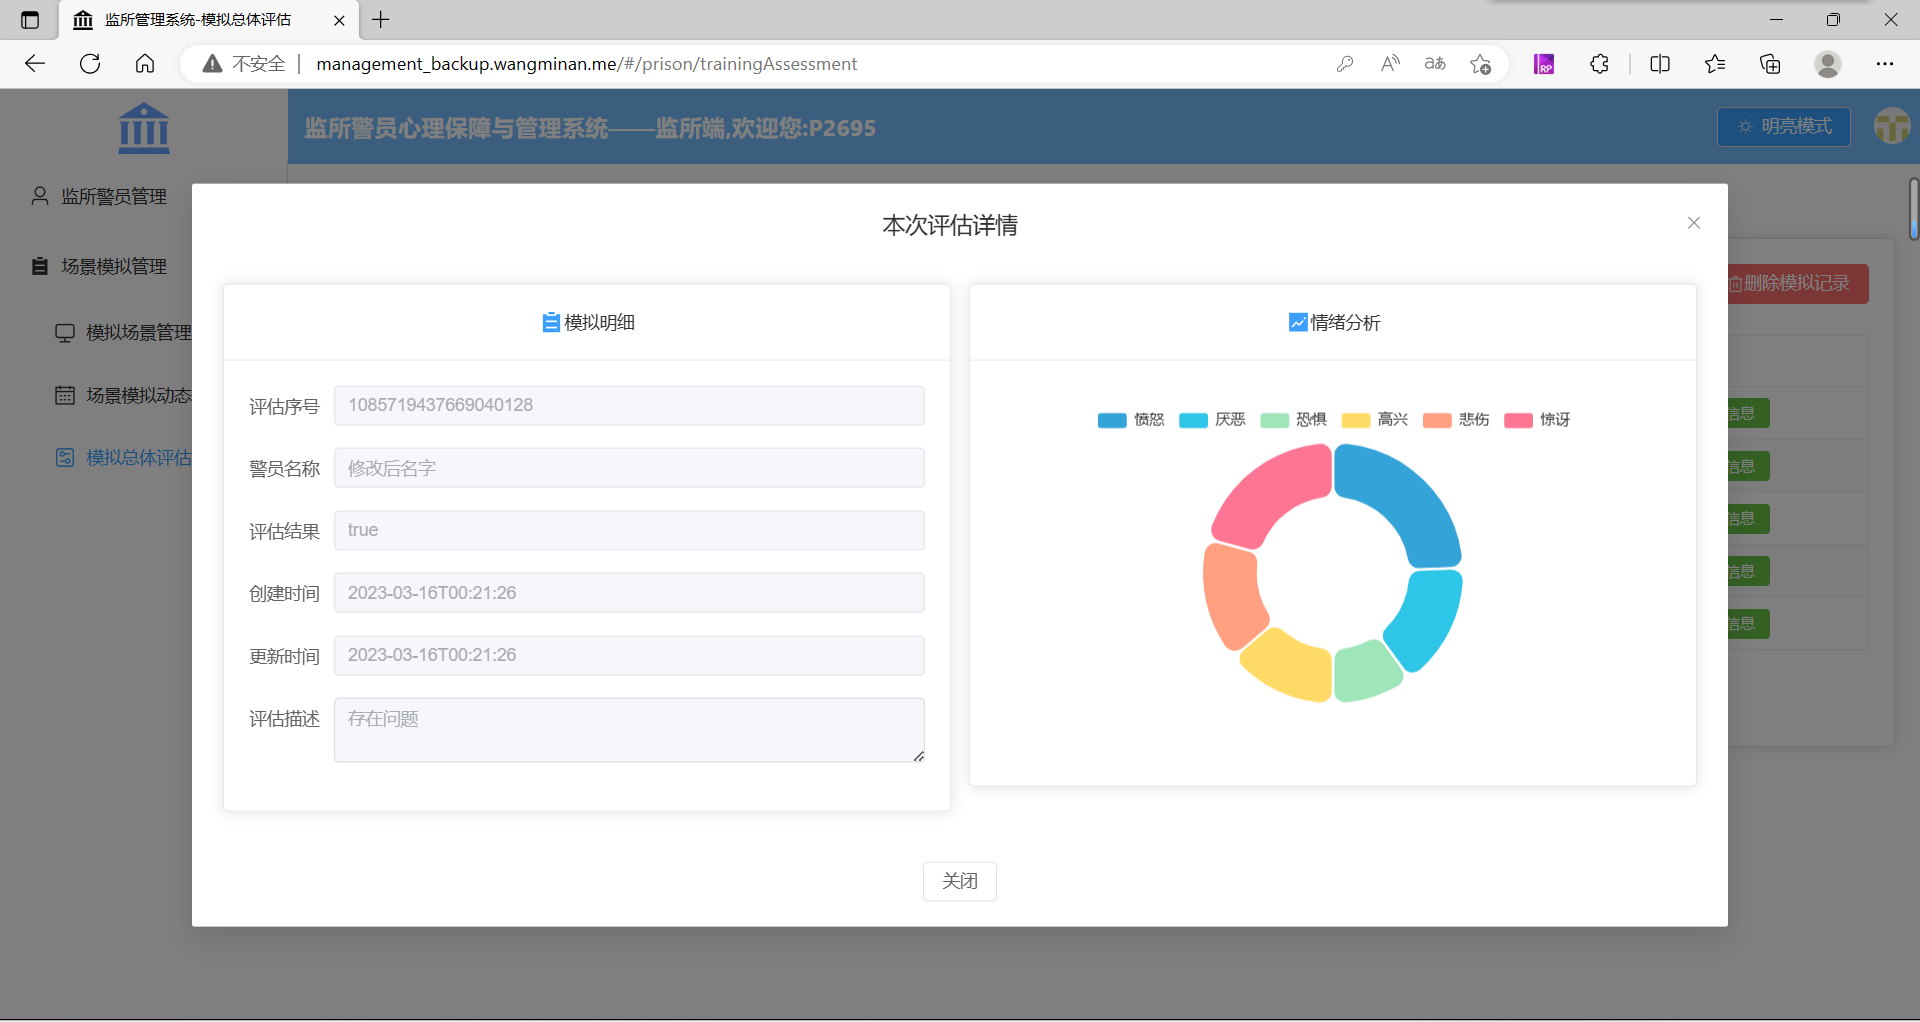 监所管理系统-模拟总体评估
不安全
management_backup.wangminan.me/#/prison/trainingAssessment
监所警员心理保障与管理系统——监所端,欢迎您:P2695
明亮模式
监所警员管理
场景模拟管理
模拟场景管理
场景模拟动态
模拟总体评估
删除模拟记录
信息
信息
信息
信息
信息
本次评估详情
模拟明细
评估序号 1085719437669040128
警员名称 修改后名字
评估结果 true
创建时间 2023-03-16T00:21:26
更新时间 2023-03-16T00:21:26
评估描述 存在问题
情绪分析
愤怒 厌恶 恐惧 高兴 悲伤 惊讶
关闭